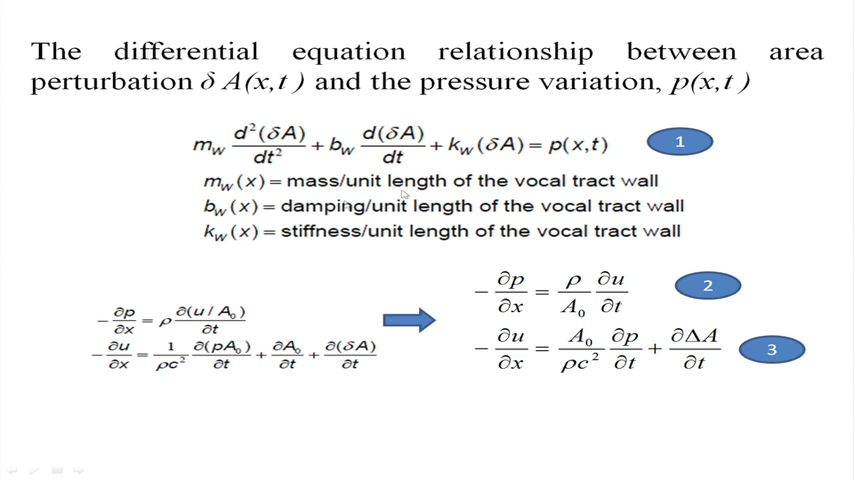 The differential equation relationship between area
perturbation δ A(x,t ) and the pressure variation, p(x,t )
m_w d²(δA)/dt² + b_w d(δA)/dt + k_w (δA) = p(x,t)
1
m_w (x) = mass/unit length of the vocal tract wall
b_w (x) = damping/unit length of the vocal tract wall
k_w (x) = stiffness/unit length of the vocal tract wall
−∂p/∂x = ρ ∂(u / A₀)/∂t
−∂u/∂x = 1/ρc² ∂(pA₀)/∂t + ∂A₀/∂t + ∂(δA)/∂t
−∂p/∂x = ρ/A₀ ∂u/∂t
2
−∂u/∂x = A₀/ρc² ∂p/∂t + ∂ΔA/∂t
3